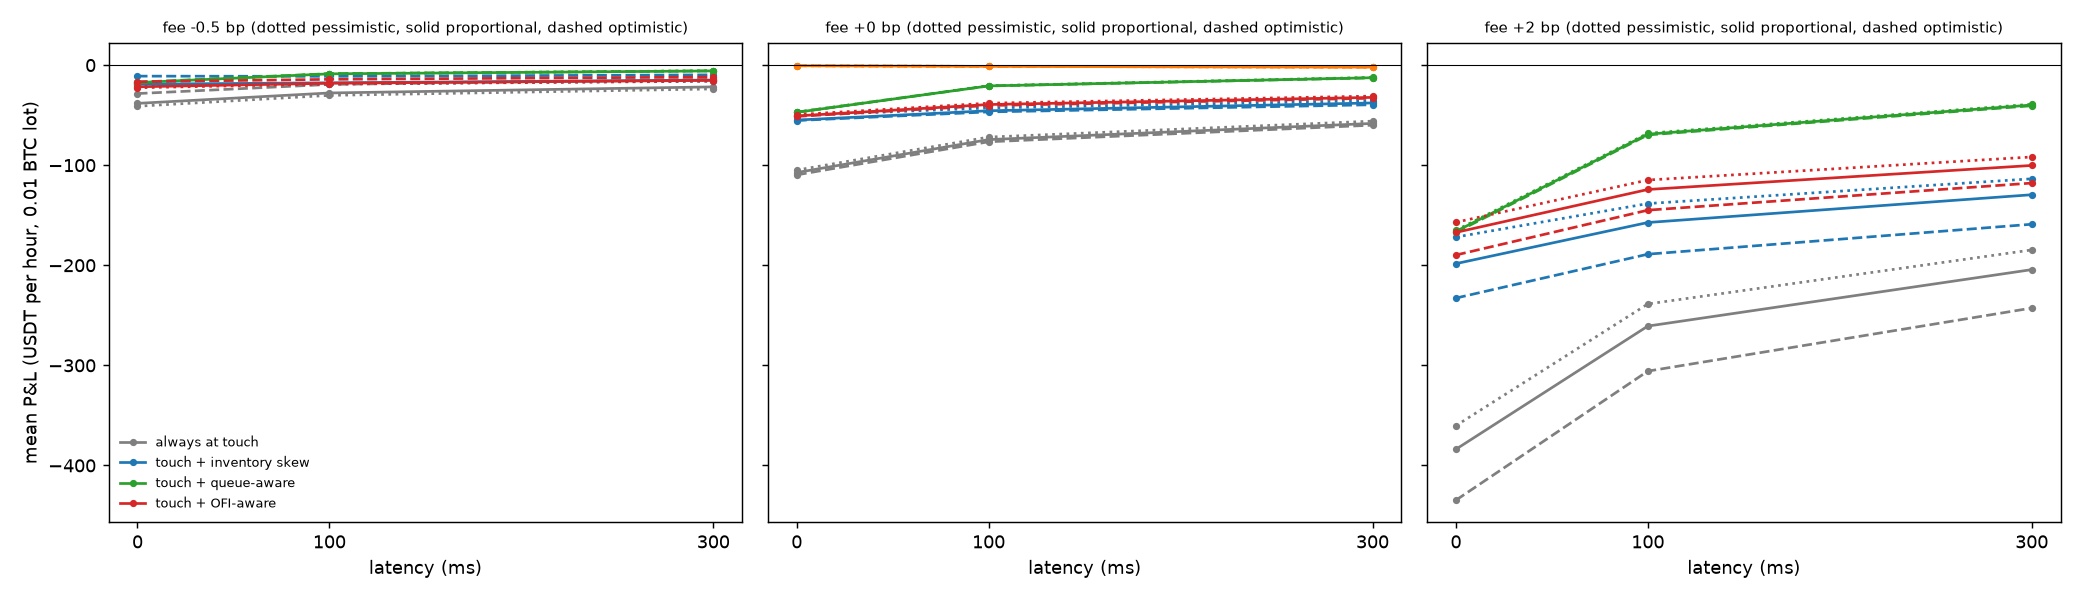 fee -0.5 bp (dotted pessimistic, solid proportional, dashed optimistic)
fee +0 bp (dotted pessimistic, solid proportional, dashed optimistic)
fee +2 bp (dotted pessimistic, solid proportional, dashed optimistic)
mean P&L (USDT per hour, 0.01 BTC lot)
0
−100
−200
−300
−400
always at touch
touch + inventory skew
touch + queue-aware
touch + OFI-aware
0 100 300
0 100 300
0 100 300
latency (ms)
latency (ms)
latency (ms)